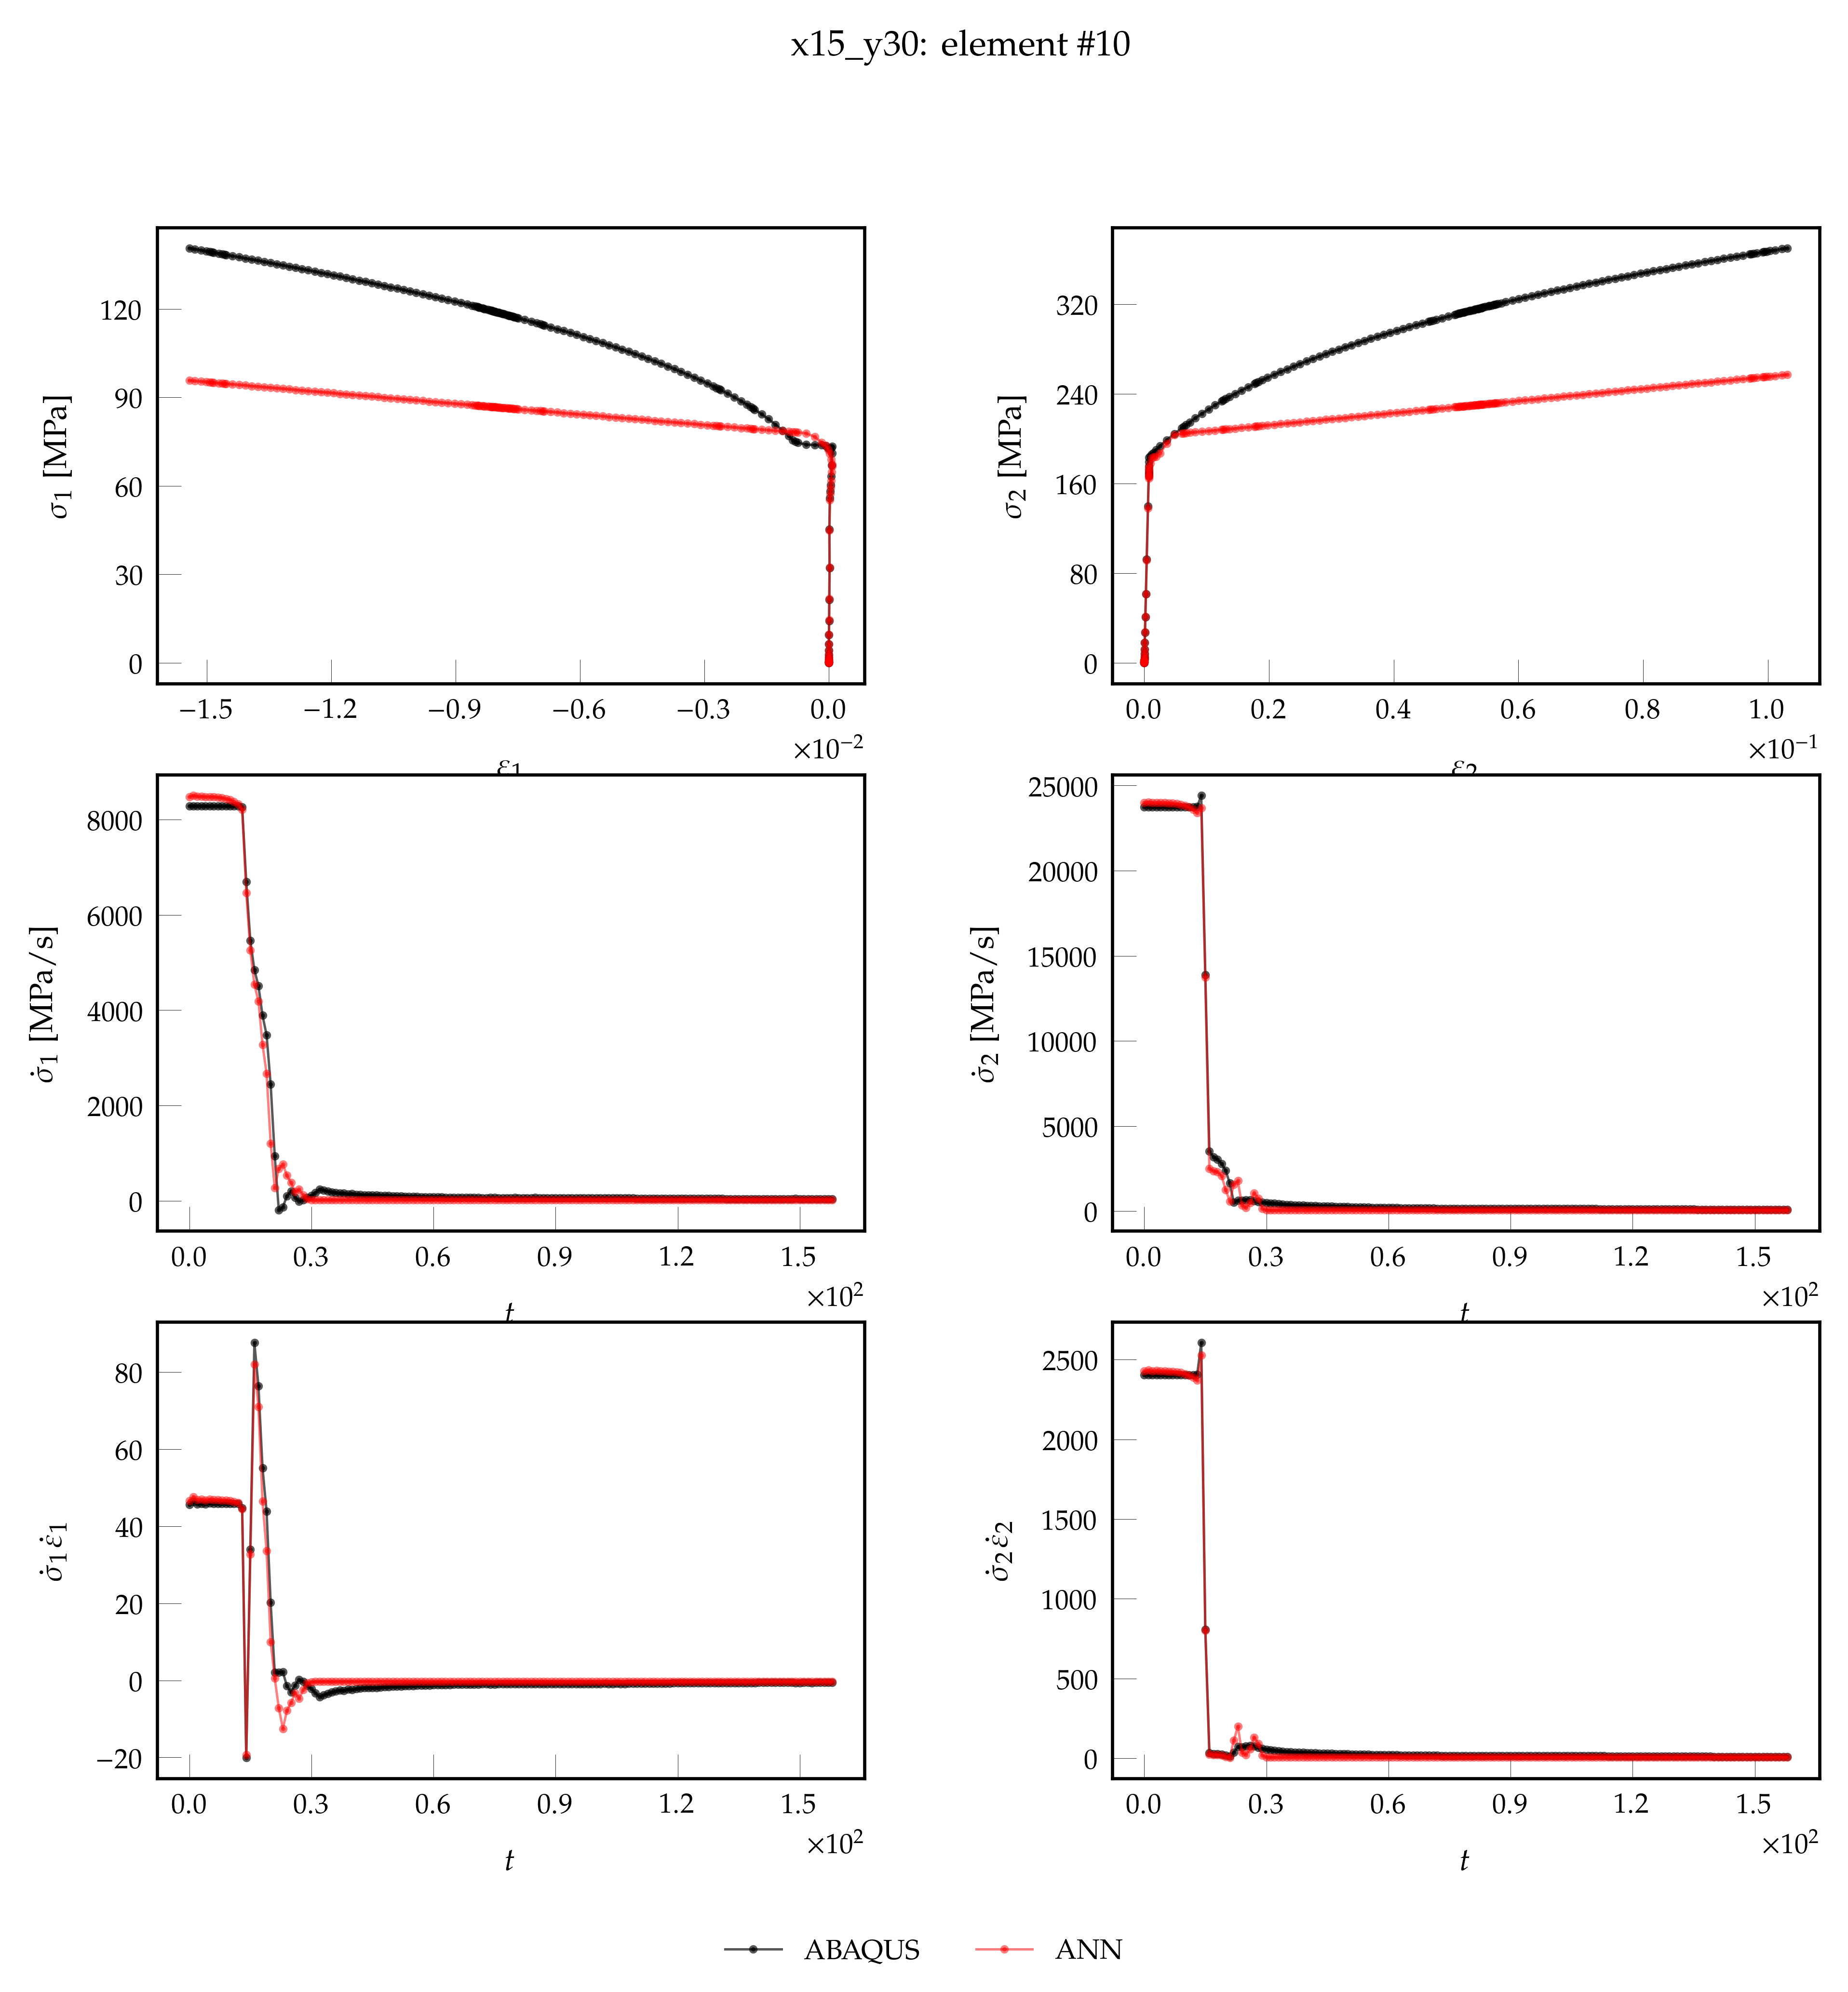 x15_y30: element #10
σ₁ [MPa]
120
90
60
30
0
−1.5 −1.2 −0.9 −0.6 −0.3 0.0
×10⁻²
ε₁
σ₂ [MPa]
320
240
160
80
0
0.0 0.2 0.4 0.6 0.8 1.0
×10⁻¹
ε₂
σ̇₁ [MPa/s]
8000
6000
4000
2000
0
0.0 0.3 0.6 0.9 1.2 1.5
×10²
t
σ̇₂ [MPa/s]
25000
20000
15000
10000
5000
0
0.0 0.3 0.6 0.9 1.2 1.5
×10²
t
σ̇₁ε̇₁
80
60
40
20
0
−20
0.0 0.3 0.6 0.9 1.2 1.5
×10²
t
σ̇₂ε̇₂
2500
2000
1500
1000
500
0
0.0 0.3 0.6 0.9 1.2 1.5
×10²
t
ABAQUS ANN